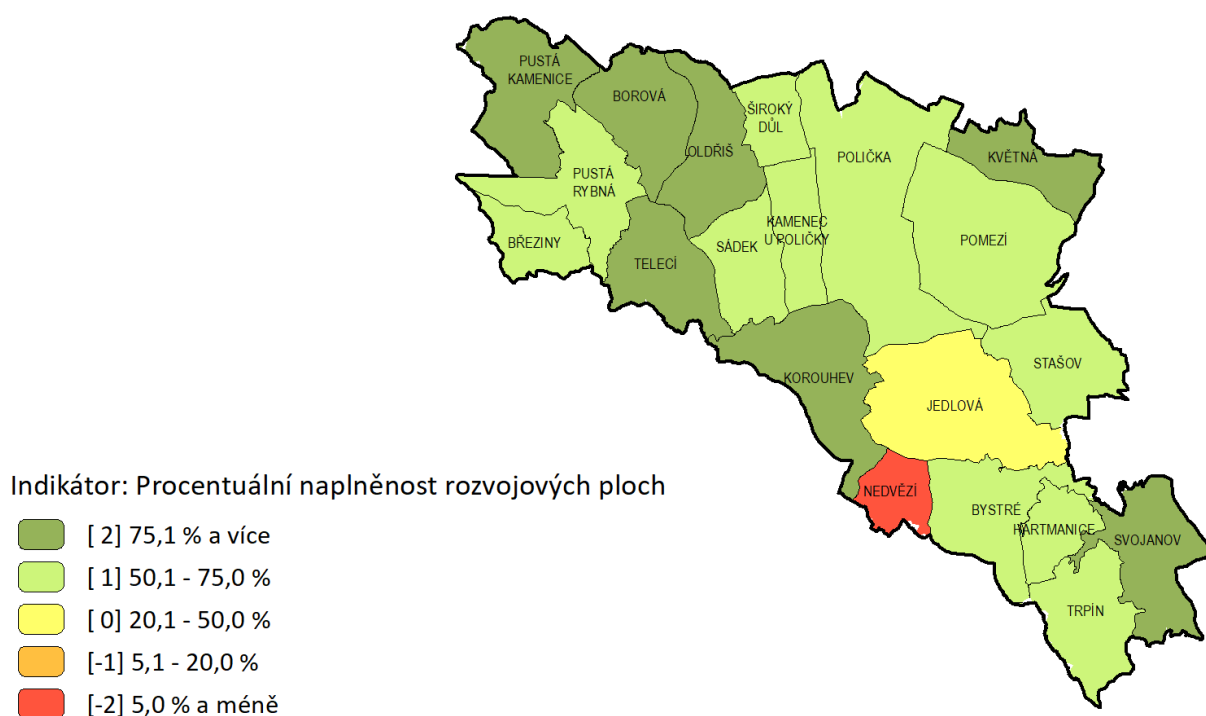 PUSTÁ
KAMENICE
BOROVÁ
OLDŘIŠ
ŠIROKÝ
DŮL
POLIČKA
KVĚTNÁ
PUSTÁ
RYBNÁ
BŘEZINY
TELECÍ
SÁDEK
KAMENEC
U POLIČKY
POMEZÍ
STAŠOV
KOROUHEV
JEDLOVÁ
NEDVĚZÍ
BYSTRÉ
HARTMANICE
SVOJANOV
TRPÍN
Indikátor: Procentuální naplněnost rozvojových ploch
[ 2] 75,1 % a více
[ 1] 50,1 - 75,0 %
[ 0] 20,1 - 50,0 %
[-1] 5,1 - 20,0 %
[-2] 5,0 % a méně